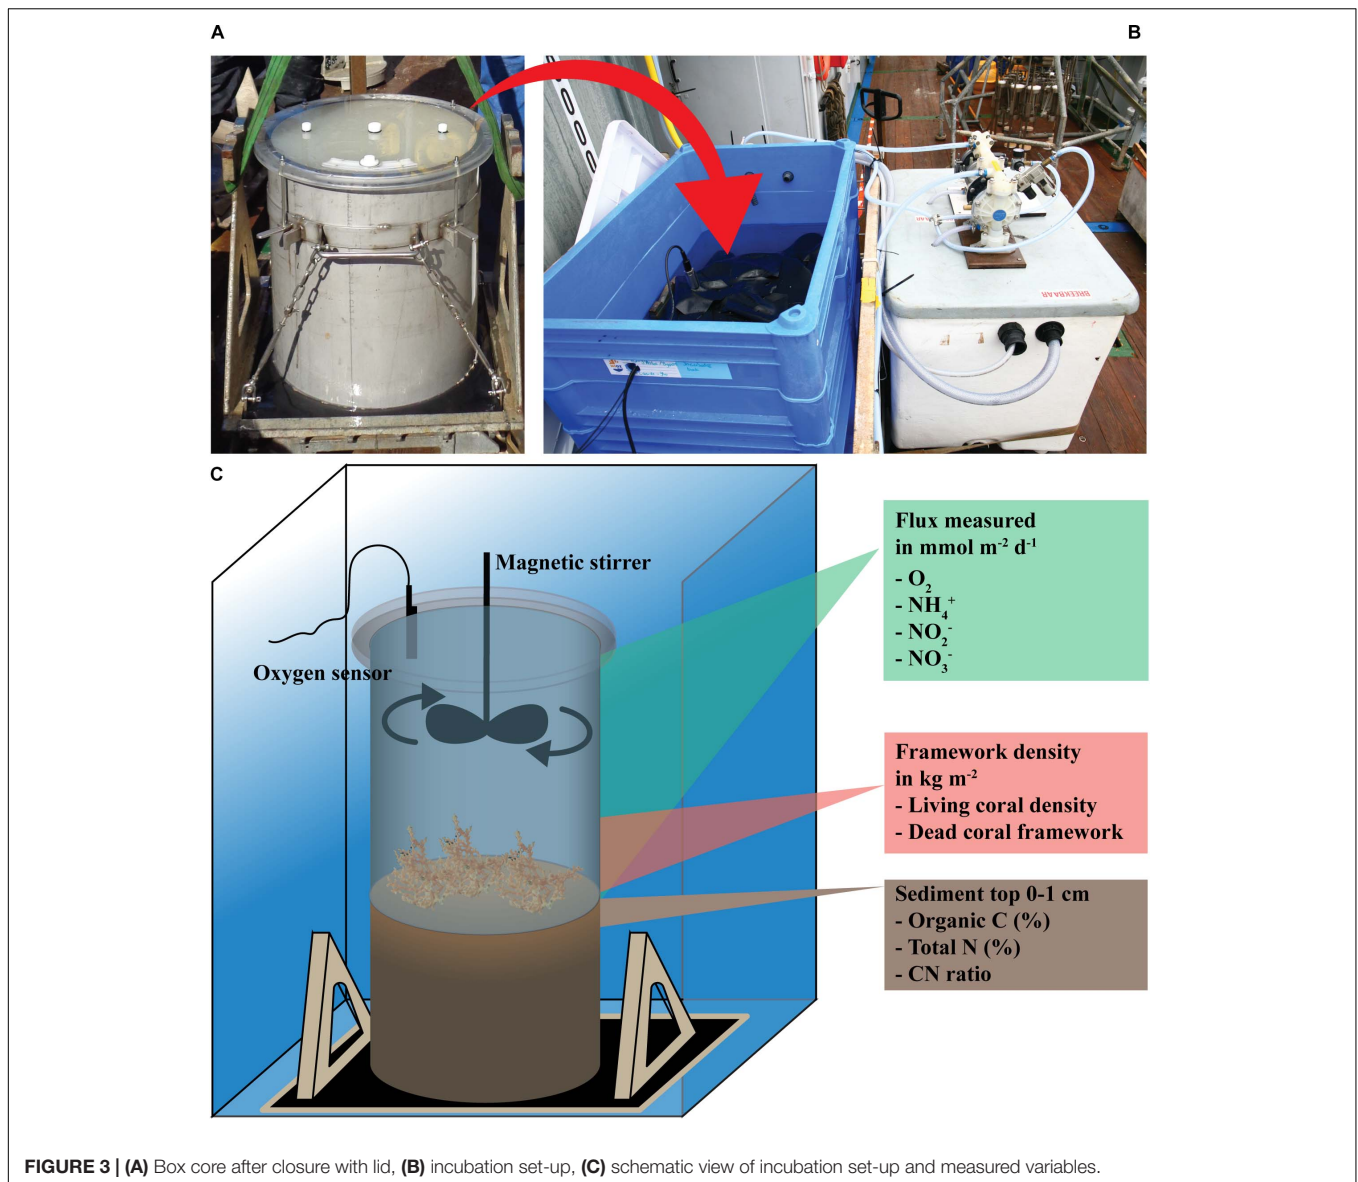 A
B
BREEKBAAR
C
Magnetic stirrer
Oxygen sensor
Flux measured
in mmol m⁻² d⁻¹
- O₂
- NH₄⁺
- NO₂⁻
- NO₃⁻
Framework density
in kg m⁻²
- Living coral density
- Dead coral framework
Sediment top 0-1 cm
- Organic C (%)
- Total N (%)
- CN ratio
FIGURE 3 | (A) Box core after closure with lid, (B) incubation set-up, (C) schematic view of incubation set-up and measured variables.